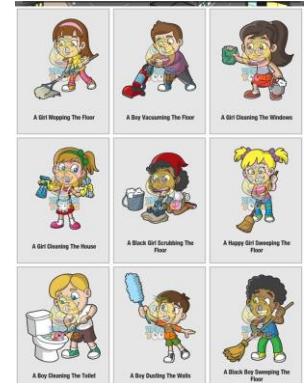 A Girl Mopping The Floor
A Boy Vacuuming The Floor
A Girl Cleaning The Windows
A Girl Cleaning The House
A Black Girl Scrubbing The
Floor
A Happy Girl Sweeping The
Floor
A Boy Cleaning The Toilet
A Boy Dusting The Walls
A Black Boy Sweeping The
Floor